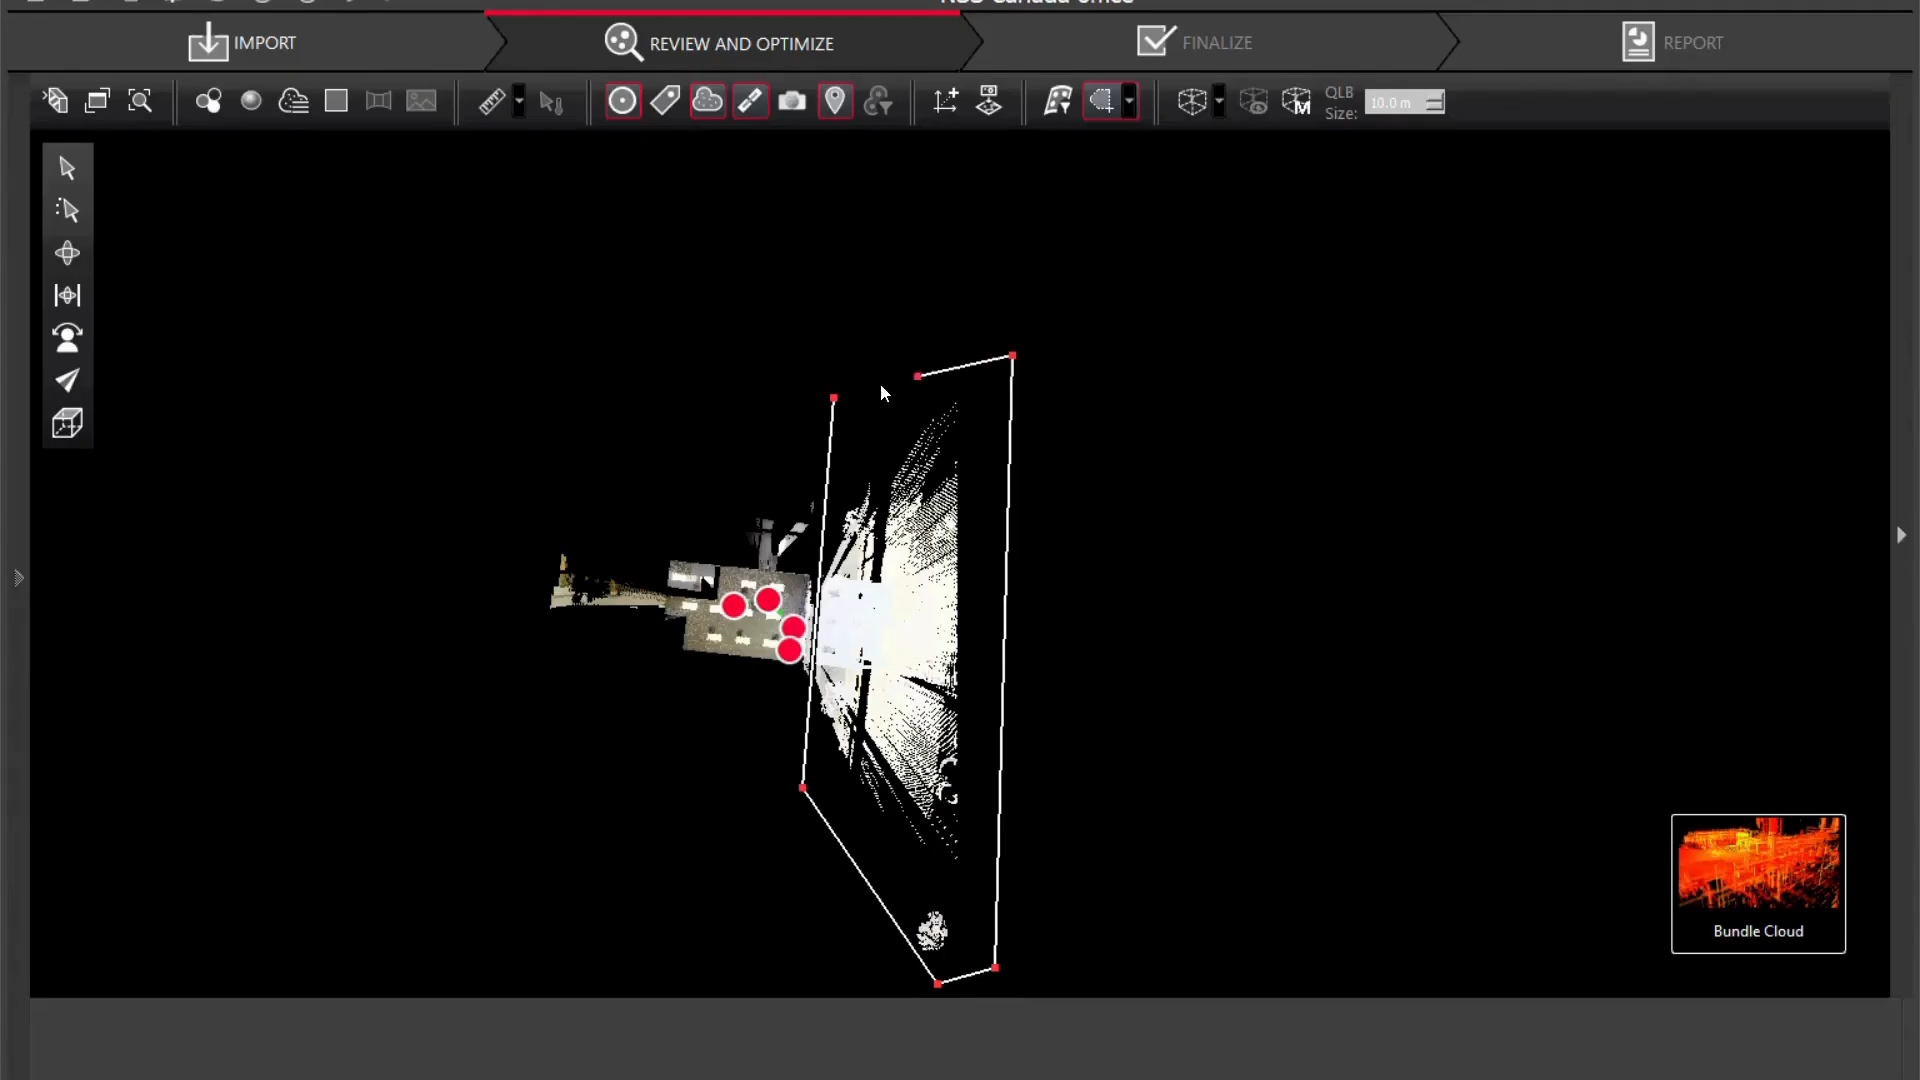 IMPORT
REVIEW AND OPTIMIZE
FINALIZE
REPORT
QLB
Size:
10.0 m
Bundle Cloud